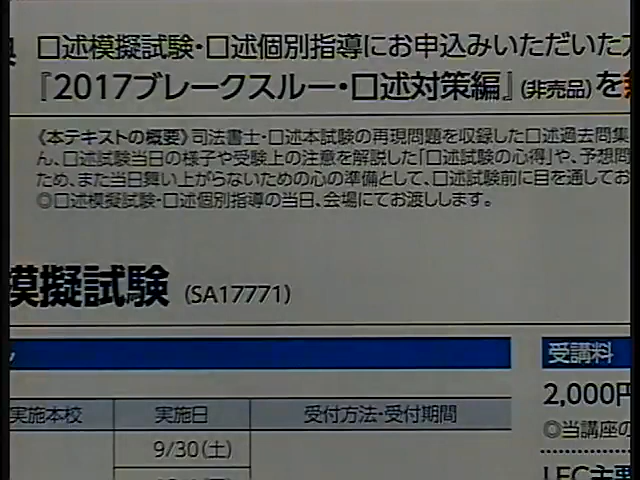 口述模擬試験・口述個別指導にお申込みいただいた
『2017ブレークスルー・口述対策編』(非売品)を
《本テキストの概要》司法書士・口述本試験の再現問題を収録した口述過去問集
ん、口述試験当日の様子や受験上の注意を解説した「口述試験の心得」や、予想問
ため、また当日舞い上がらないための心の準備として、口述試験前に目を通してお
◎口述模擬試験・口述個別指導の当日、会場にてお渡しします。
模擬試験 (SA17771)
受講料
2,000円
実施本校 実施日 受付方法・受付期間
◎当講座の
9/30(土)
LEC主要